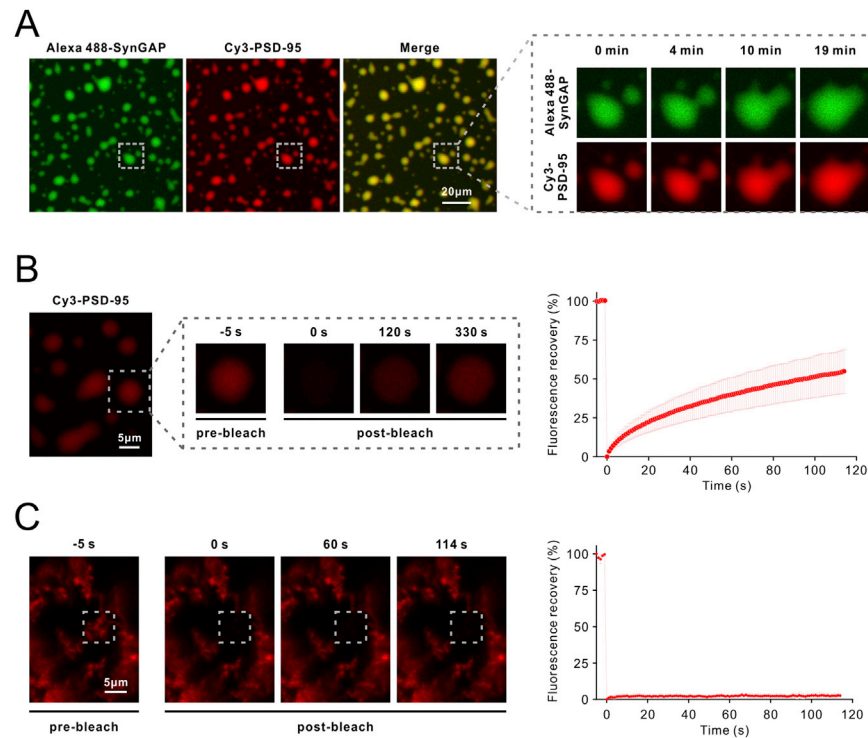 A
Alexa 488-SynGAP
Cy3-PSD-95
Merge
20μm
0 min
4 min
10 min
19 min
Alexa 488-
SynGAP
Cy3-
PSD-95
B
Cy3-PSD-95
5μm
-5 s
0 s
120 s
330 s
pre-bleach
post-bleach
Fluorescence recovery (%)
100
75
50
25
0
0
20
40
60
80
100
120
Time (s)
C
-5 s
0 s
60 s
114 s
5μm
pre-bleach
post-bleach
Fluorescence recovery (%)
100
75
50
25
0
0
20
40
60
80
100
120
Time (s)